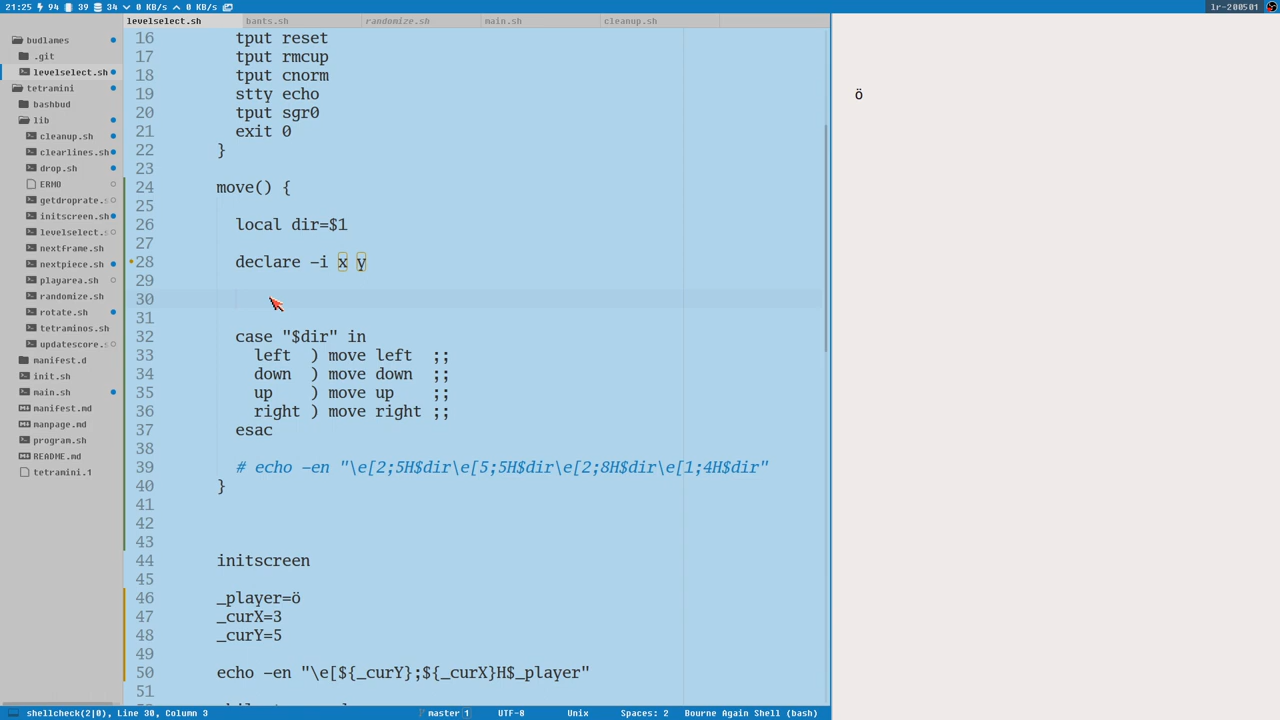 21:25 94 39 34 0 KB/s 0 KB/s
lr-200501
levelselect.sh bants.sh randomize.sh main.sh cleanup.sh
budlames
.git
levelselect.sh
tetramini
bashbud
lib
cleanup.sh
clearlines.sh
drop.sh
ERMO
getdroprate.s
initscreen.sh
levelselect.s
nextframe.sh
nextpiece.sh
playarea.sh
randomize.sh
rotate.sh
tetraminos.sh
updatescore.s
manifest.d
init.sh
main.sh
manifest.md
manpage.md
program.sh
README.md
tetramini.1
16 tput reset
17 tput rmcup
18 tput cnorm
19 stty echo
20 tput sgr0
21 exit 0
22 }
23
24 move() {
25
26 local dir=$1
27
28 declare -i x y
29
30
31
32 case "$dir" in
33 left ) move left ;;
34 down ) move down ;;
35 up ) move up ;;
36 right ) move right ;;
37 esac
38
39 # echo -en "\e[2;5H$dir\e[5;5H$dir\e[2;8H$dir\e[1;4H$dir"
40 }
41
42
43
44 initscreen
45
46 _player=ö
47 _curX=3
48 _curY=5
49
50 echo -en "\e[${_curY};${_curX}H$_player"
51
ö
shellcheck(2|0), Line 30, Column 3 master 1 UTF-8 Unix Spaces: 2 Bourne Again Shell (bash)